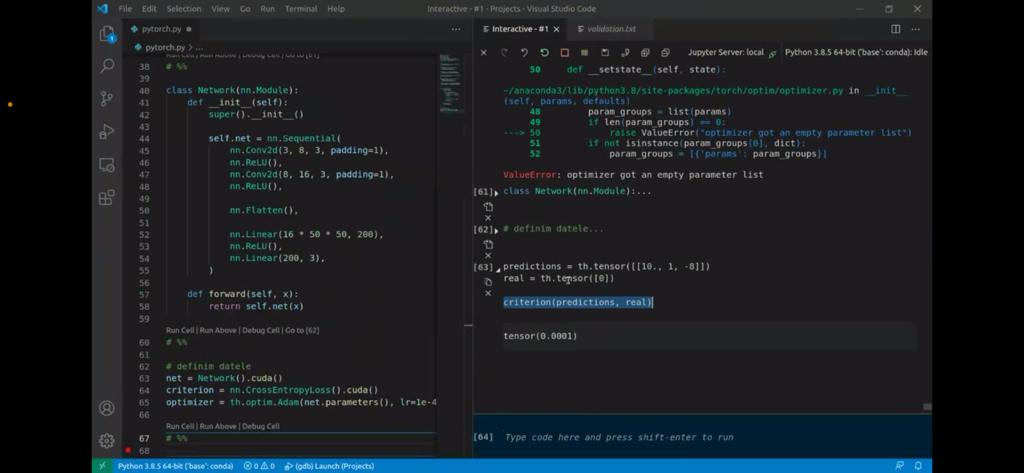 File Edit Selection View Go Run Terminal Help
Interactive - #1 - Projects - Visual Studio Code
pytorch.py
pytorch.py > ...
Run Cell | Run Above | Debug Cell | Go to [61]
38 # %%
39
40 class Network(nn.Module):
41 def __init__(self):
42 super().__init__()
43
44 self.net = nn.Sequential(
45 nn.Conv2d(3, 8, 3, padding=1),
46 nn.ReLU(),
47 nn.Conv2d(8, 16, 3, padding=1),
48 nn.ReLU(),
49
50 nn.Flatten(),
51
52 nn.Linear(16 * 50 * 50, 200),
53 nn.ReLU(),
54 nn.Linear(200, 3),
55 )
56
57 def forward(self, x):
58 return self.net(x)
59
Run Cell | Run Above | Debug Cell | Go to [62]
60 # %%
61
62 # definim datele
63 net = Network().cuda()
64 criterion = nn.CrossEntropyLoss().cuda()
65 optimizer = th.optim.Adam(net.parameters(), lr=1e-4
66
Run Cell | Run Above | Debug Cell
67 # %%
68
Interactive - #1
validation.txt
Jupyter Server: local
Python 3.8.5 64-bit ('base': conda): Idle
50 def __setstate__(self, state):
~/anaconda3/lib/python3.8/site-packages/torch/optim/optimizer.py in __init__
(self, params, defaults)
48 param_groups = list(params)
49 if len(param_groups) == 0:
---> 50 raise ValueError("optimizer got an empty parameter list")
51 if not isinstance(param_groups[0], dict):
52 param_groups = [{'params': param_groups}]
ValueError: optimizer got an empty parameter list
[61] class Network(nn.Module):...
[62] # definim datele...
[63] predictions = th.tensor([[10., 1, -8]])
real = th.tensor([0])
criterion(predictions, real)
tensor(0.0001)
[64] Type code here and press shift-enter to run
Python 3.8.5 64-bit ('base': conda) 0 0 (gdb) Launch (Projects)